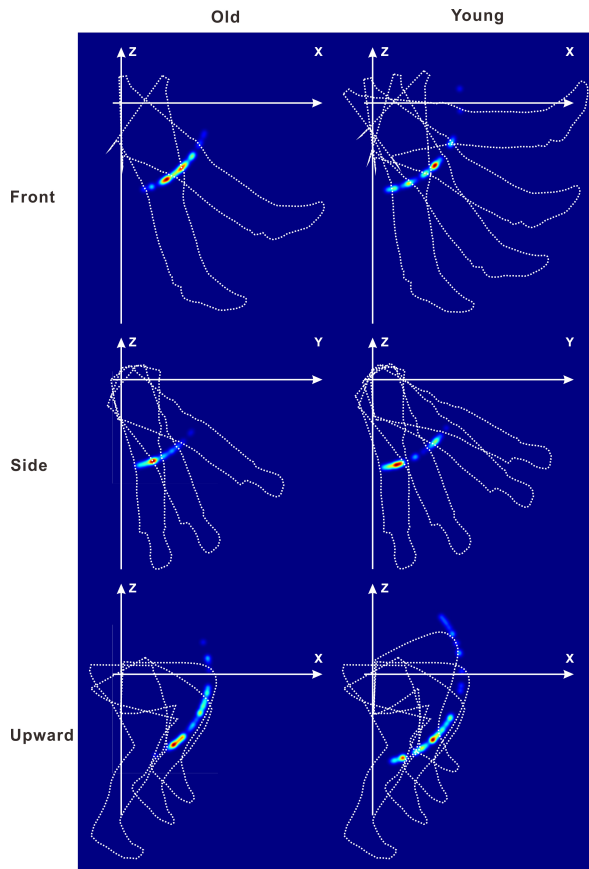 Old Young
Z X Z X
Front
Z Y Z Y
Side
Z X Z X
Upward